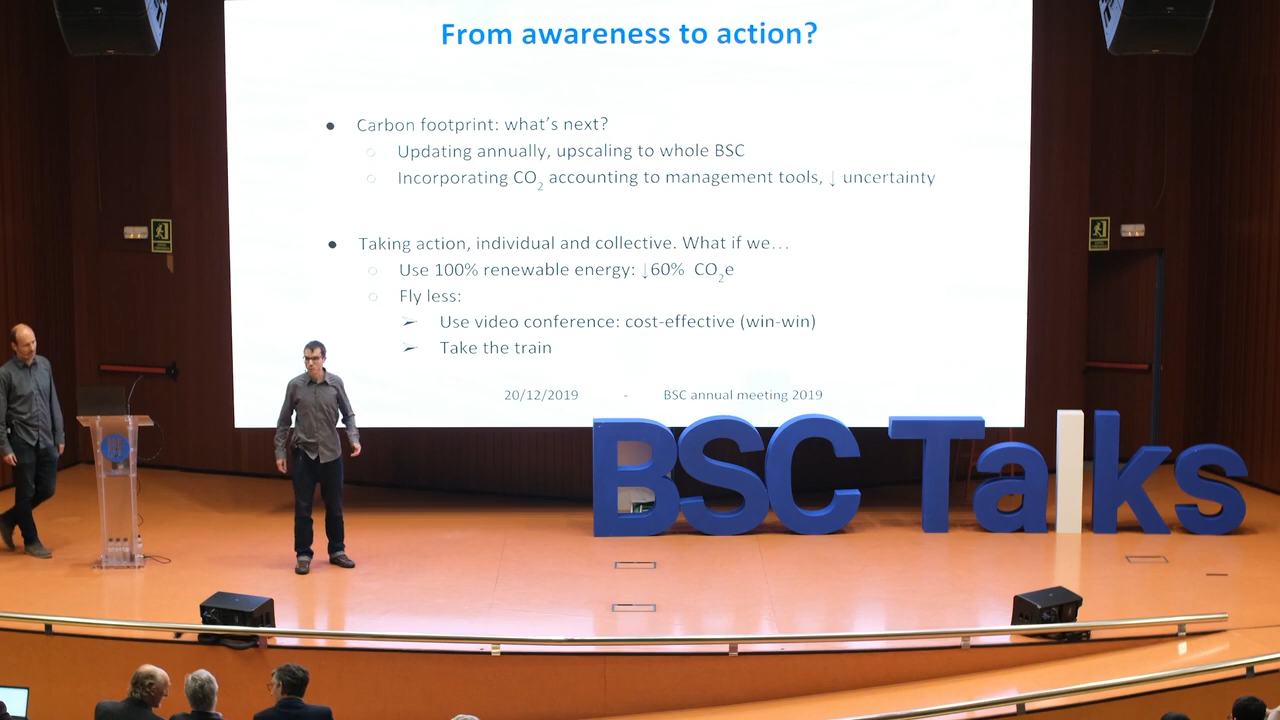 From awareness to action?
● Carbon footprint: what's next?
○ Updating annually, upscaling to whole BSC
○ Incorporating CO2 accounting to management tools, ↓ uncertainty
● Taking action, individual and collective. What if we...
○ Use 100% renewable energy: ↓60% CO2e
○ Fly less:
➢ Use video conference: cost-effective (win-win)
➢ Take the train
20/12/2019 - BSC annual meeting 2019
BSC Talks